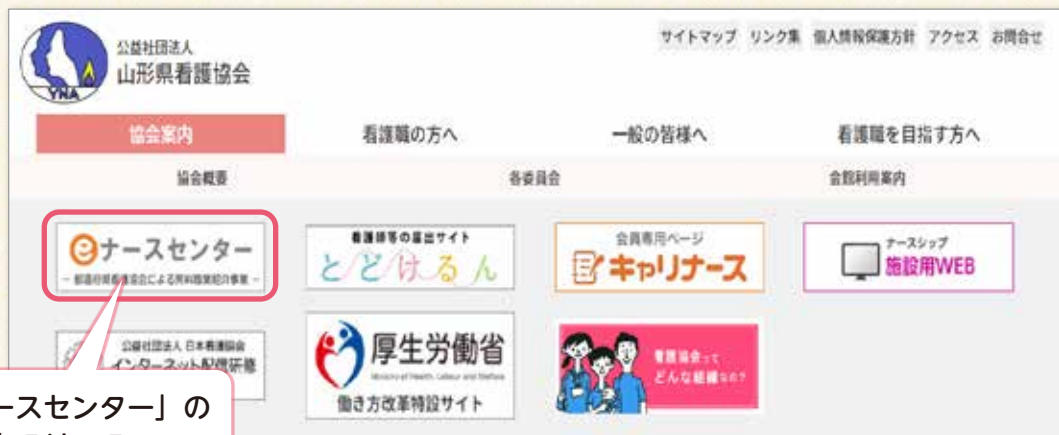 公益社団法人
山形県看護協会
YNA
サイトマップ リンク集 個人情報保護方針 アクセス お問合せ
協会案内 看護職の方へ 一般の皆様へ 看護職を目指す方へ
協会概要 各委員会 会館利用案内
eナースセンター
- 都道府県看護協会による無料職業紹介事業 -
看護師等の届出サイト
とどけるん
会員専用ページ
キャリナース
ナースシップ
施設用WEB
公益社団法人 日本看護協会
インターネット配信研修
厚生労働省
Ministry of Health, Labour and Welfare
働き方改革特設サイト
看護協会って
どんな組織なの?
ースセンター」の